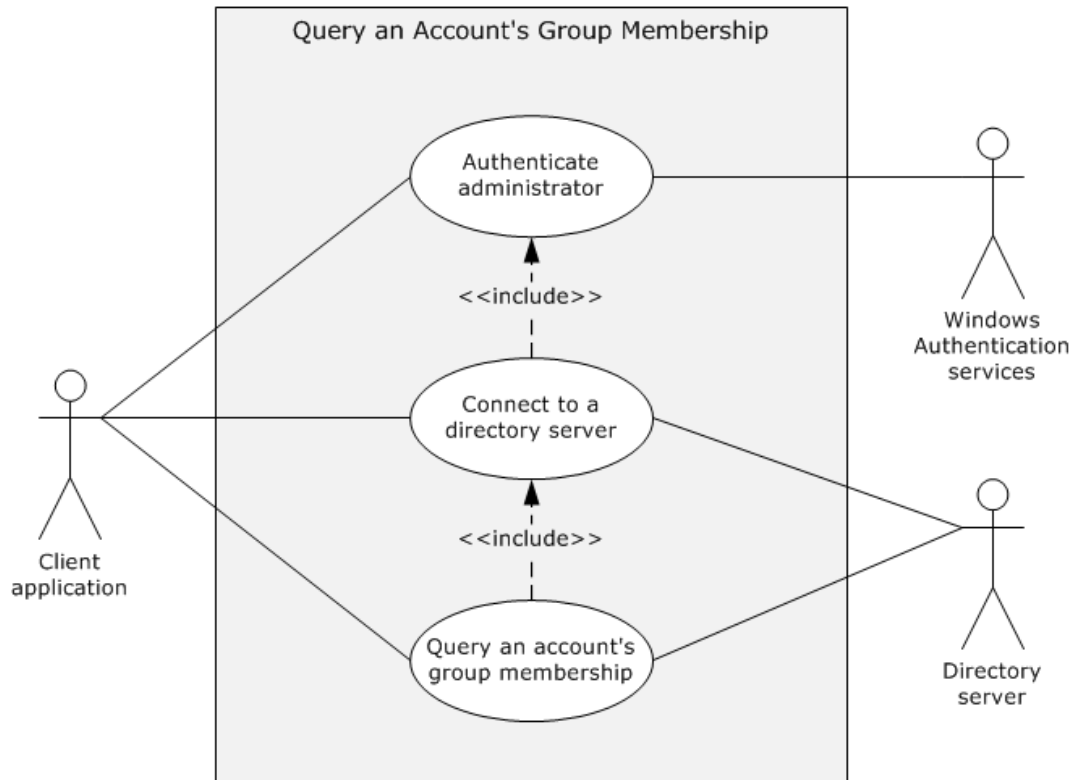 Query an Account's Group Membership
Authenticate
administrator
<<include>>
Windows
Authentication
services
Connect to a
directory server
<<include>>
Client
application
Query an account's
group membership
Directory
server